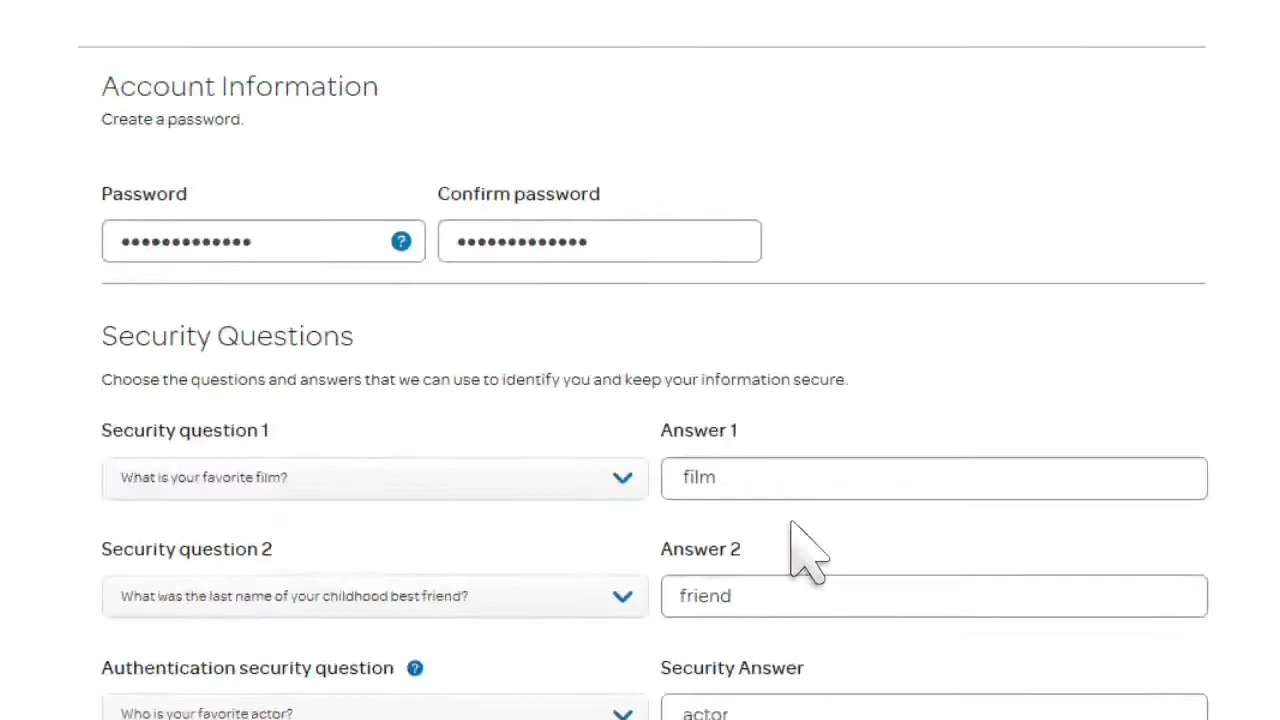 Account Information
Create a password.
Password Confirm password
••••••••••••• ? •••••••••••••
Security Questions
Choose the questions and answers that we can use to identify you and keep your information secure.
Security question 1 Answer 1
What is your favorite film? film
Security question 2 Answer 2
What was the last name of your childhood best friend? friend
Authentication security question ? Security Answer
Who is your favorite actor? actor